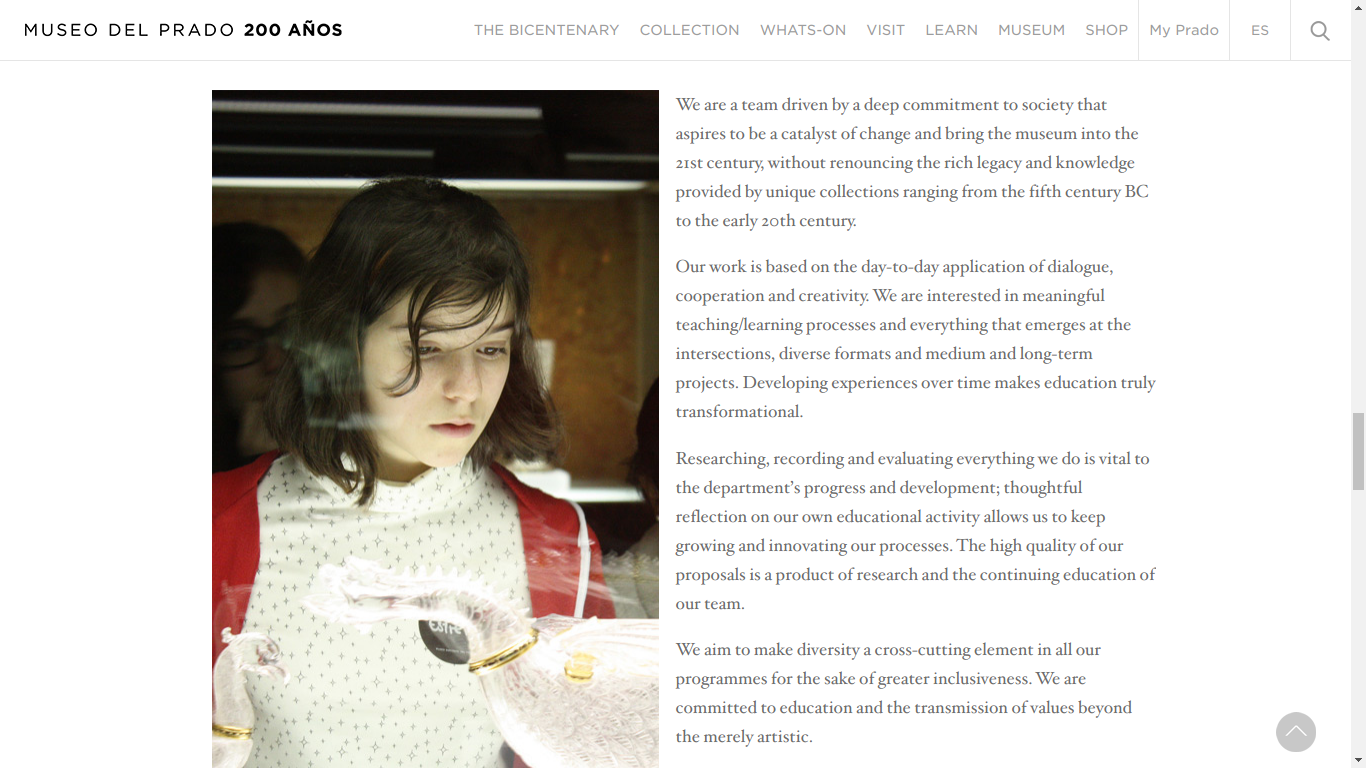 MUSEO DEL PRADO 200 AÑOS
THE BICENTENARY COLLECTION WHATS-ON VISIT LEARN MUSEUM SHOP My Prado ES
We are a team driven by a deep commitment to society that
aspires to be a catalyst of change and bring the museum into the
21st century, without renouncing the rich legacy and knowledge
provided by unique collections ranging from the fifth century BC
to the early 20th century.
Our work is based on the day-to-day application of dialogue,
cooperation and creativity. We are interested in meaningful
teaching/learning processes and everything that emerges at the
intersections, diverse formats and medium and long-term
projects. Developing experiences over time makes education truly
transformational.
Researching, recording and evaluating everything we do is vital to
the department’s progress and development; thoughtful
reflection on our own educational activity allows us to keep
growing and innovating our processes. The high quality of our
proposals is a product of research and the continuing education of
our team.
We aim to make diversity a cross-cutting element in all our
programmes for the sake of greater inclusiveness. We are
committed to education and the transmission of values beyond
the merely artistic.